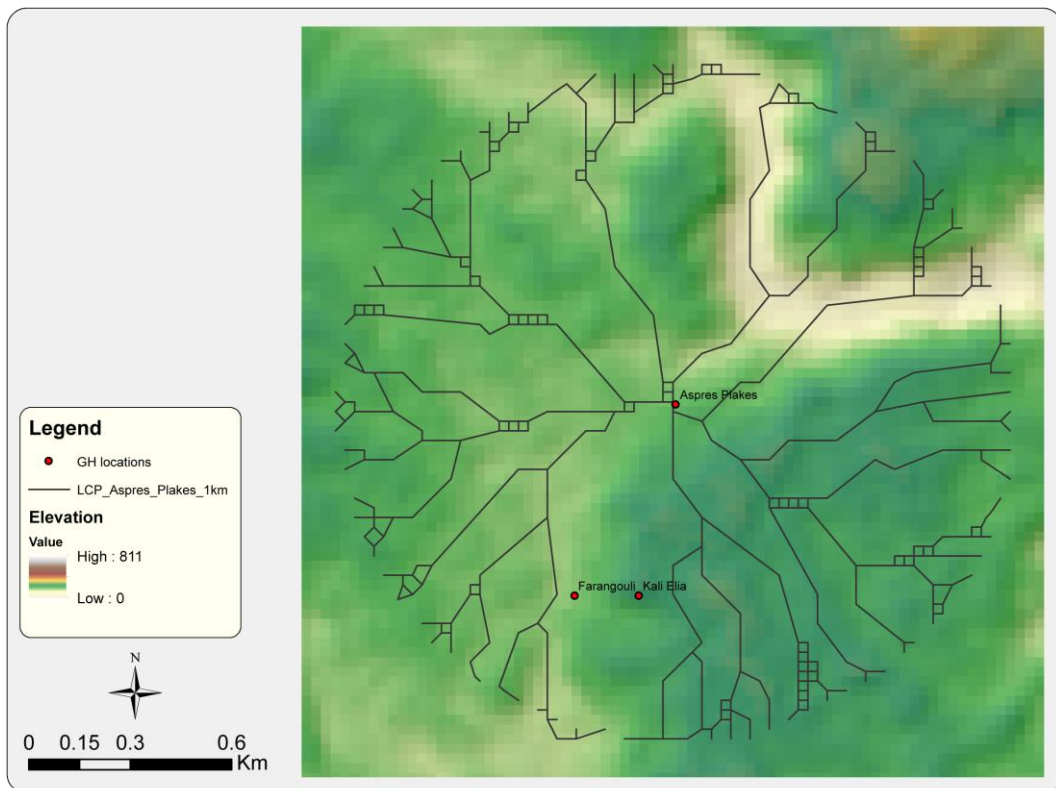 Aspres Plakes
Farangouli Kali Elia
Legend
GH locations
LCP_Aspres_Plakes_1km
Elevation
Value
High : 811
Low : 0
N
0 0.15 0.3 0.6
Km